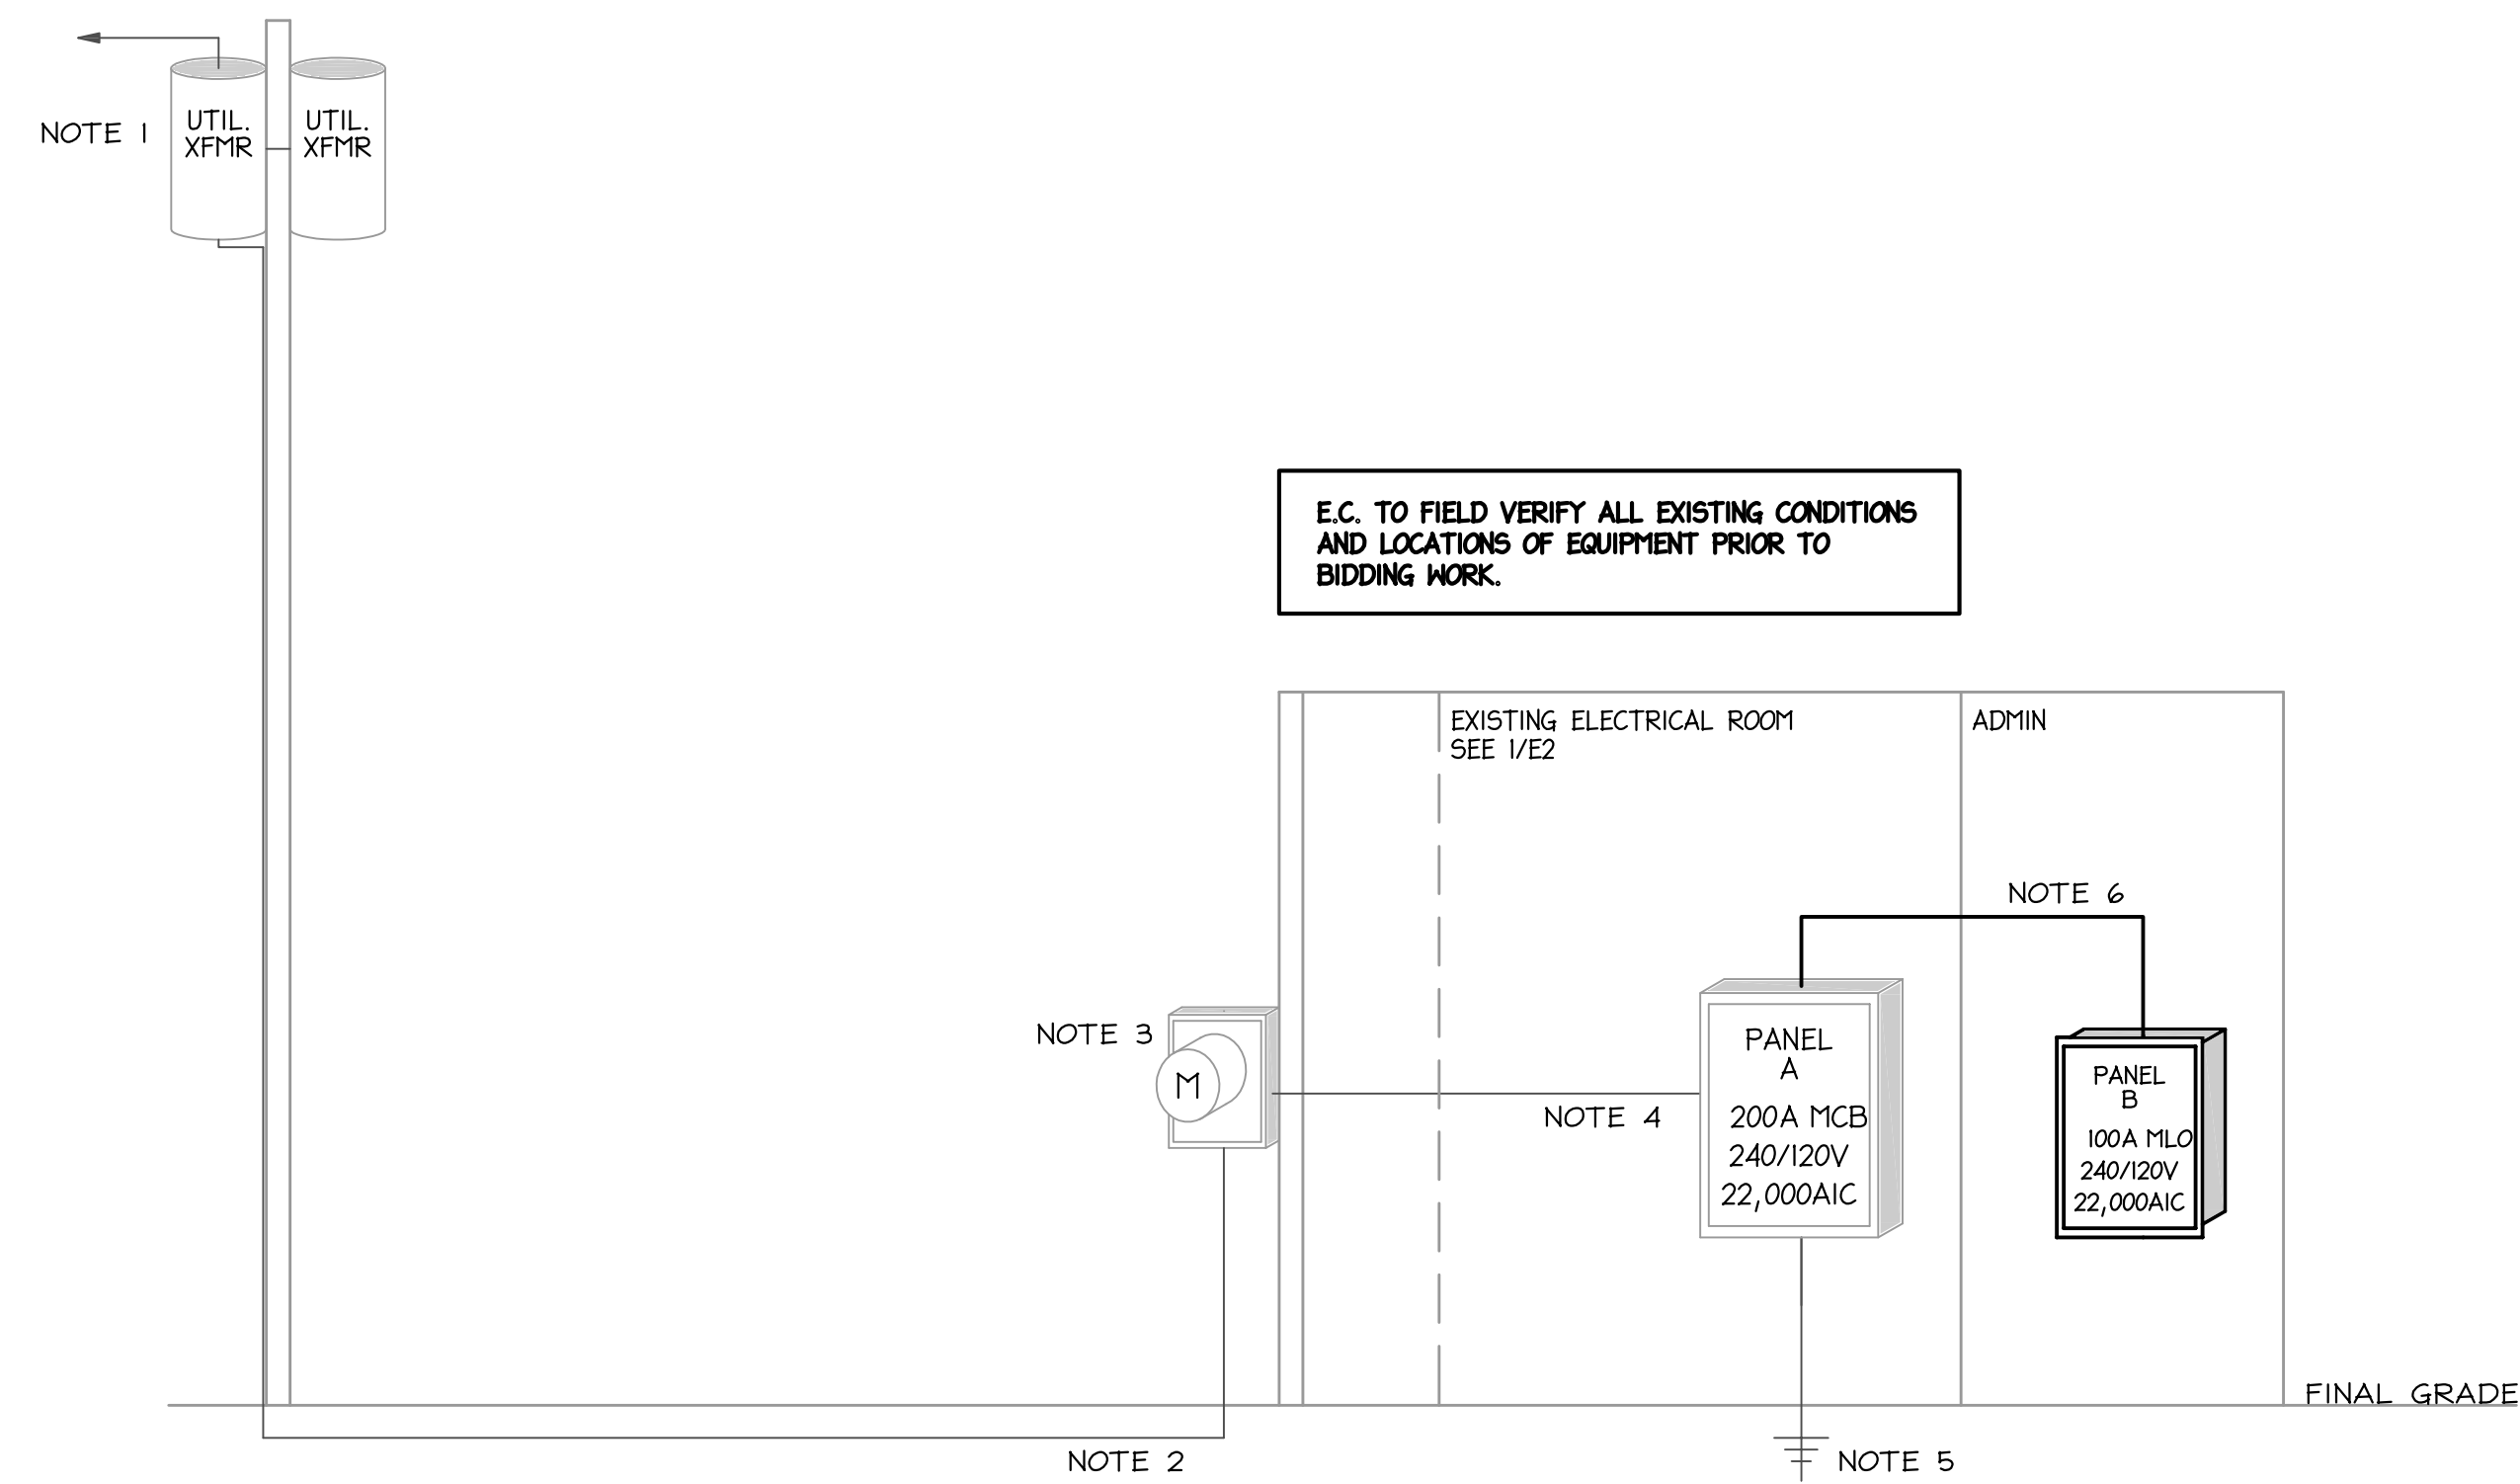 NOTE 1
UTIL.
XFMR
UTIL.
XFMR
E.C. TO FIELD VERIFY ALL EXISTING CONDITIONS
AND LOCATIONS OF EQUIPMENT PRIOR TO
BIDDING WORK.
EXISTING ELECTRICAL ROOM
SEE 1/E2
ADMIN
NOTE 6
NOTE 3
M
NOTE 4
PANEL
A
200A MCB
240/120V
22,000AIC
PANEL
B
100A MLO
240/120V
22,000AIC
FINAL GRADE
NOTE 2
NOTE 5